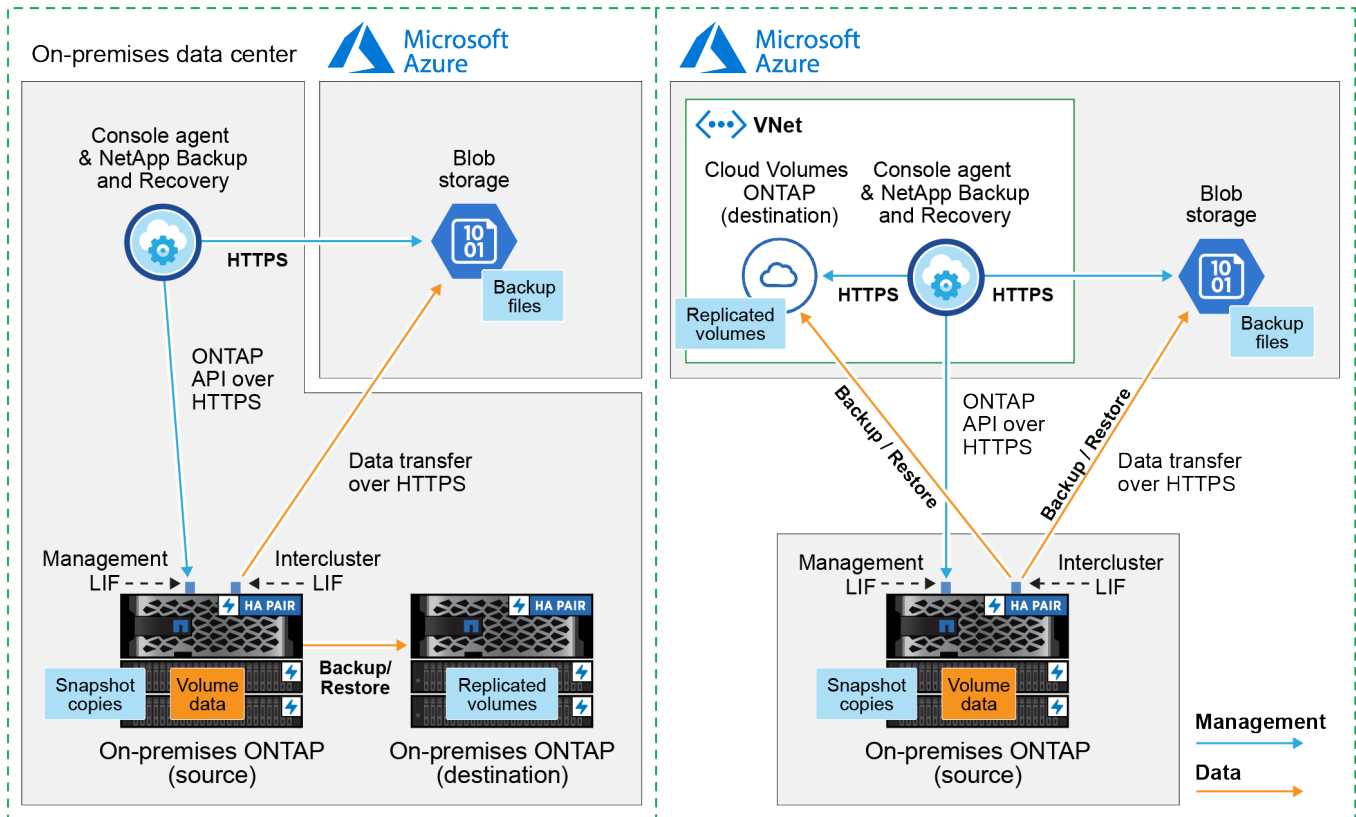 On-premises data center
Microsoft
Azure
Console agent
& NetApp Backup
and Recovery
Blob
storage
10
01
HTTPS
Backup
files
ONTAP
API over
HTTPS
Data transfer
over HTTPS
Management
LIF
Intercluster
LIF
HA PAIR
HA PAIR
Backup/
Restore
Snapshot
copies
Volume
data
Replicated
volumes
On-premises ONTAP
(source)
On-premises ONTAP
(destination)
Microsoft
Azure
VNet
Cloud Volumes
ONTAP
(destination)
Console agent
& NetApp Backup
and Recovery
Blob
storage
10
01
HTTPS
HTTPS
Replicated
volumes
Backup
files
Backup / Restore
ONTAP
API over
HTTPS
Backup / Restore
Data transfer
over HTTPS
Management
LIF
Intercluster
LIF
HA PAIR
Snapshot
copies
Volume
data
On-premises ONTAP
(source)
Management
Data